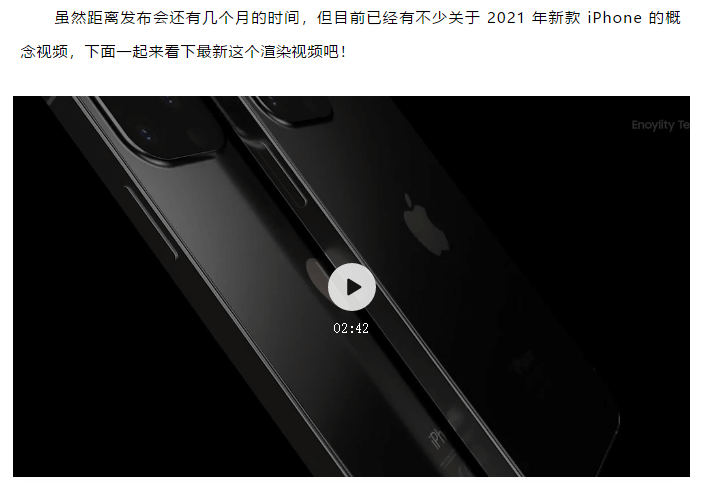 虽然距离发布会还有几个月的时间，但目前已经有不少关于 2021 年新款 iPhone 的概
念视频，下面一起来看下最新这个渲染视频吧！
Enoylity Te
02:42
iPh